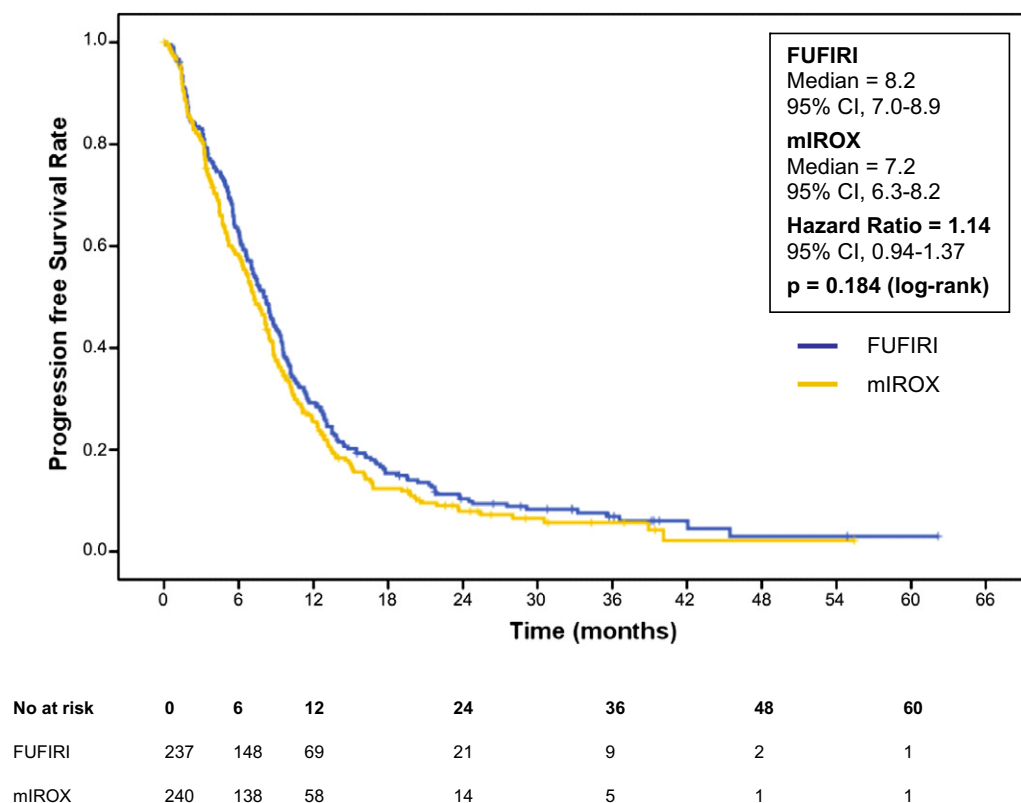 FUFIRI
Median = 8.2
95% CI, 7.0-8.9
mIROX
Median = 7.2
95% CI, 6.3-8.2
Hazard Ratio = 1.14
95% CI, 0.94-1.37
p = 0.184 (log-rank)
FUFIRI
mIROX
Progression free Survival Rate
1.0
0.8
0.6
0.4
0.2
0.0
0 6 12 18 24 30 36 42 48 54 60 66
Time (months)
No at risk 0 6 12 24 36 48 60
FUFIRI 237 148 69 21 9 2 1
mIROX 240 138 58 14 5 1 1